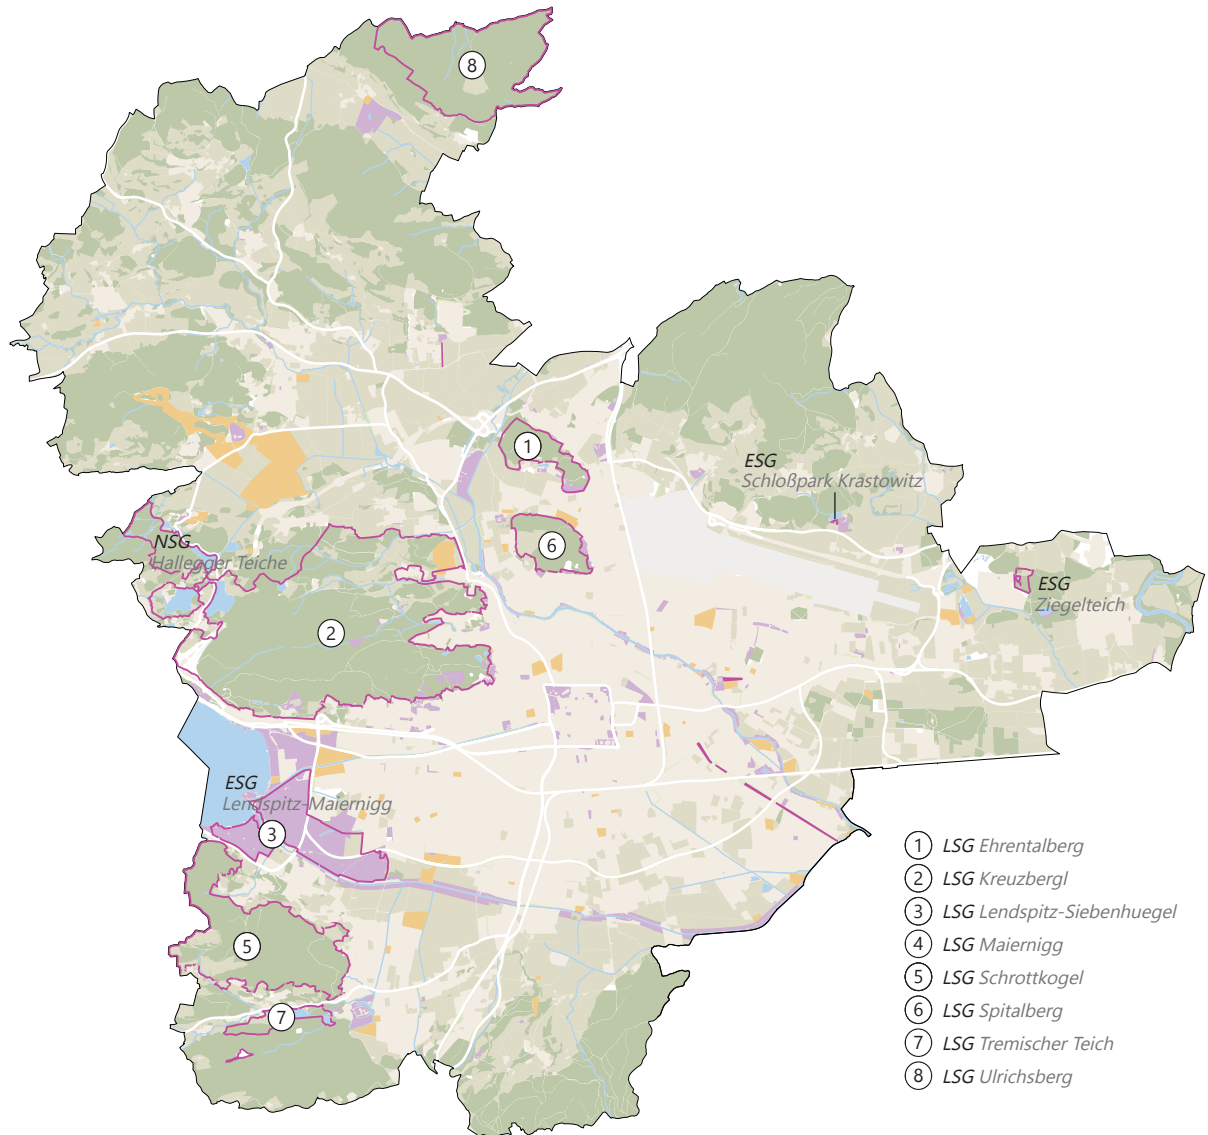 8
1
ESG
Schloßpark Krastowitz
NSG
Hallegger Teiche
6
ESG
Ziegelteich
2
ESG
Lendspitz-Maiernigg
3
5
7
1 LSG Ehrentalberg
2 LSG Kreuzbergl
3 LSG Lendspitz-Siebenhuegel
4 LSG Maiernigg
5 LSG Schrottkogel
6 LSG Spitalberg
7 LSG Tremischer Teich
8 LSG Ulrichsberg